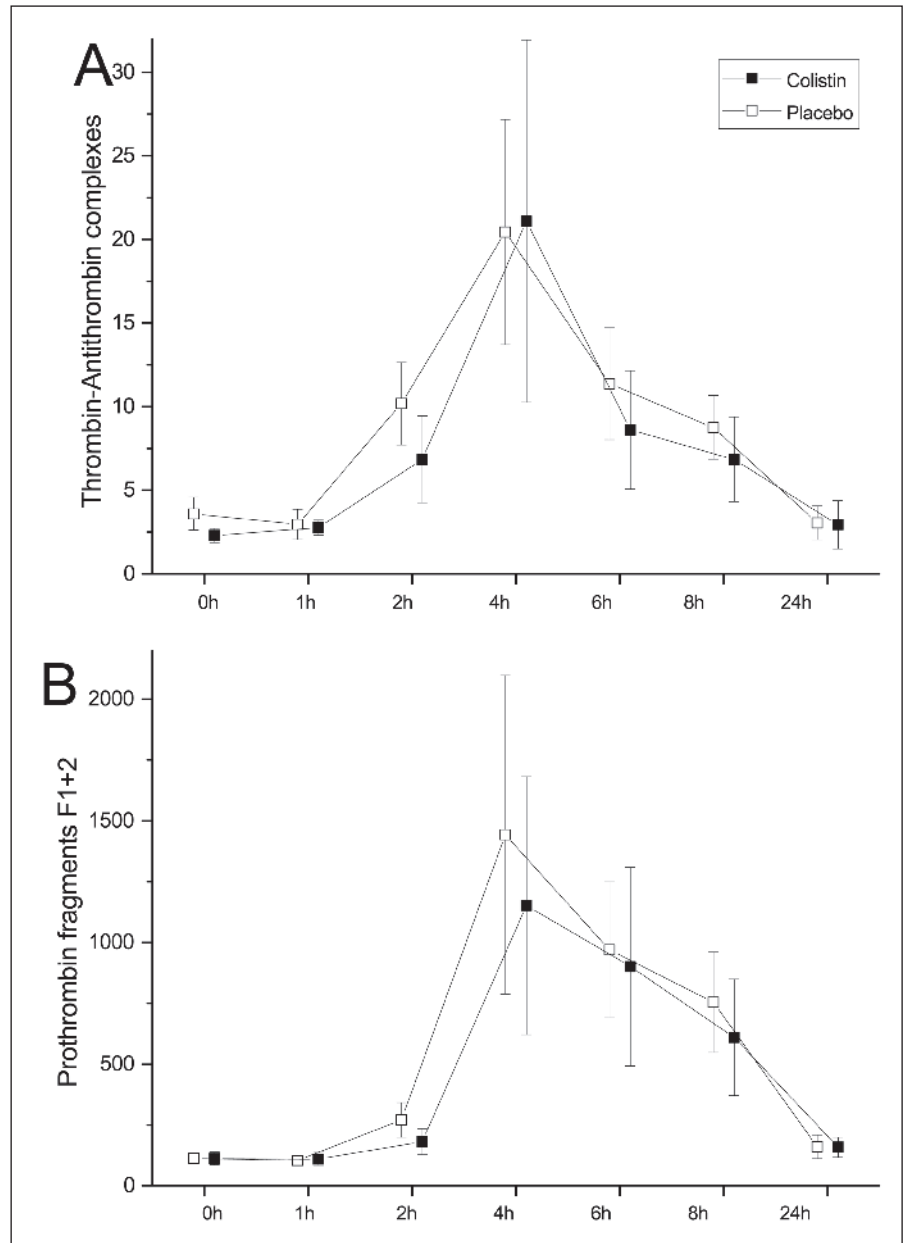 A
30
25
20
15
10
5
0
Thrombin-Antithrombin complexes
Colistin
Placebo
0h 1h 2h 4h 6h 8h 24h
B
2000
1500
1000
500
0
Prothrombin fragments F1+2
0h 1h 2h 4h 6h 8h 24h